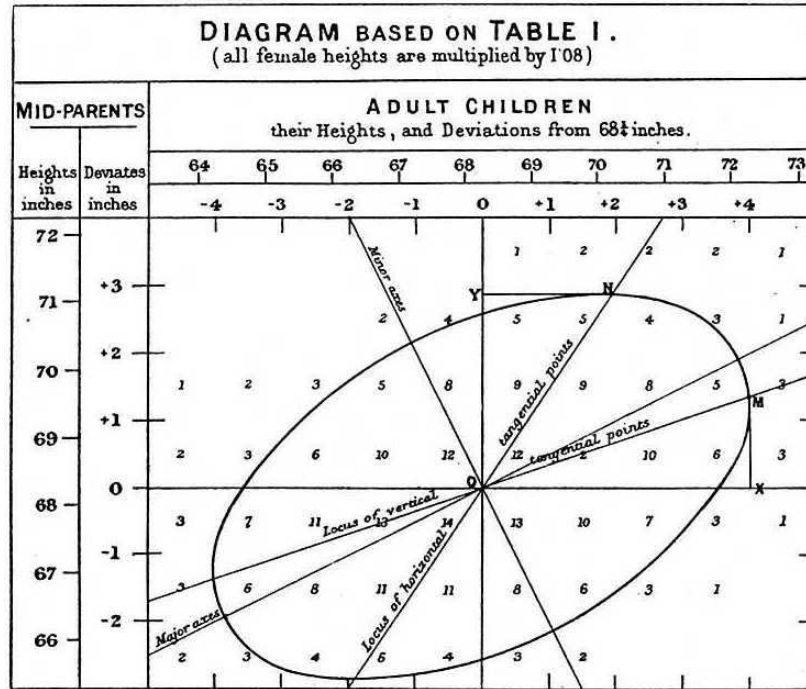 DIAGRAM BASED ON TABLE I.
(all female heights are multiplied by 1·08)
MID-PARENTS
ADULT CHILDREN
their Heights, and Deviations from 68¼ inches.
Heights in inches
Deviates in inches
64 65 66 67 68 69 70 71 72 73
-4 -3 -2 -1 0 +1 +2 +3 +4
72
1 2 2 2 1
Minor axes
+3
Y N
71
2 4 5 5 4 3 1
+2
tangential points
70
1 2 3 5 8 9 9 8 5 3
M
+1
tangential points
69
2 3 6 10 12 12 2 10 6 3
0 O X
68
Locus of vertical
3 7 11 13 14 13 10 7 3 1
-1
67
3 6 8 11 11 8 6 3 1
Major axes
Locus of horizontal
-2
66
2 3 4 5 4 3 2